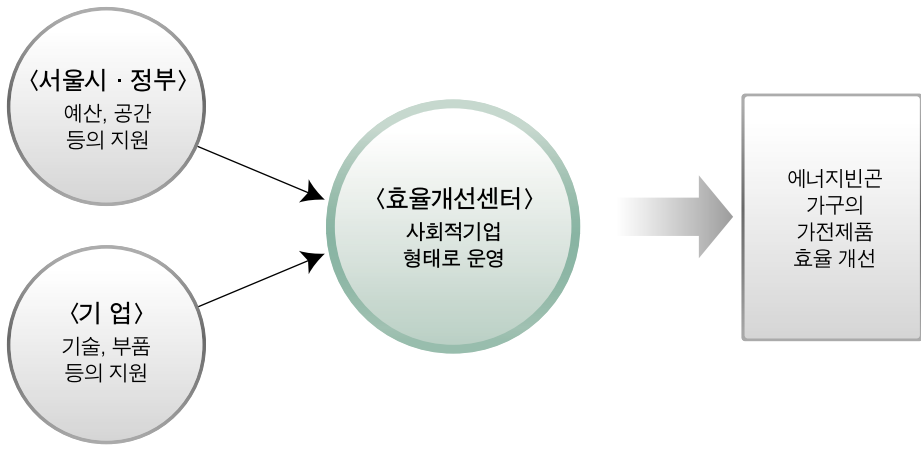 〈서울시 · 정부〉
예산, 공간
등의 지원
〈기 업〉
기술, 부품
등의 지원
〈효율개선센터〉
사회적기업
형태로 운영
에너지빈곤
가구의
가전제품
효율 개선